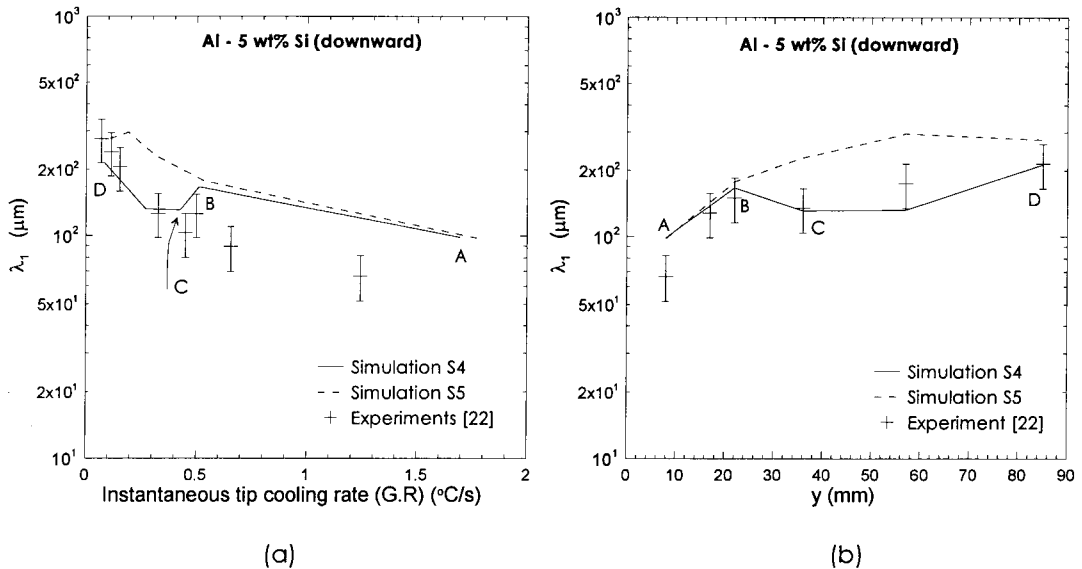 Al - 5 wt% Si (downward)
10³
5x10²
2x10²
10²
5x10¹
2x10¹
10¹
λ₁ (μm)
D
B
C
A
Simulation S4
Simulation S5
Experiments [22]
0
0.5
1
1.5
2
Instantaneous tip cooling rate (G.R) (°C/s)
(a)
Al - 5 wt% Si (downward)
10³
5x10²
2x10²
10²
5x10¹
2x10¹
10¹
λ₁ (μm)
A
B
C
D
Simulation S4
Simulation S5
Experiment [22]
0
10
20
30
40
50
60
70
80
90
y (mm)
(b)